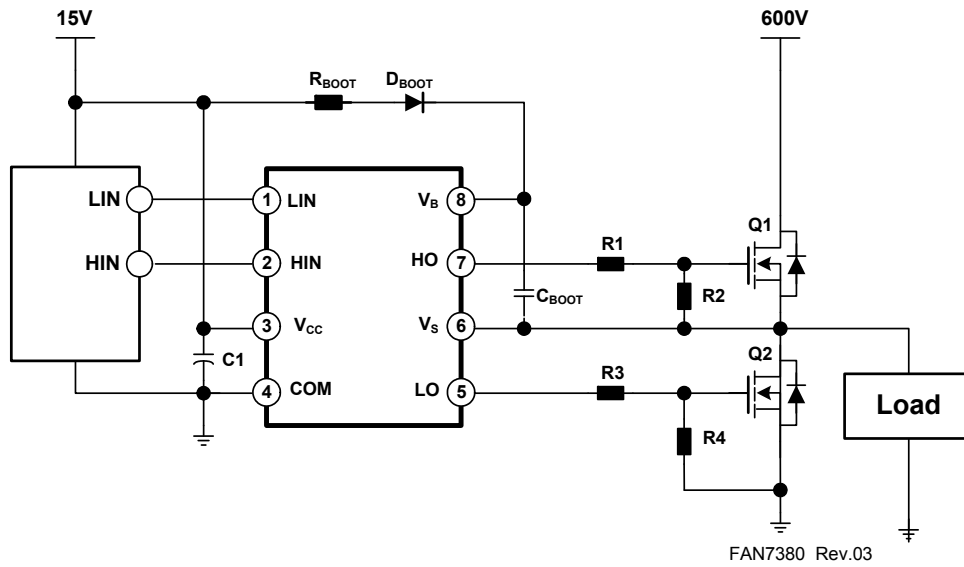 15V
600V
RBOOT
DBOOT
LIN
1
LIN
VB
8
Q1
HIN
2
HIN
HO
7
R1
R2
CBOOT
3
VCC
VS
6
C1
Q2
4
COM
LO
5
R3
R4
Load
FAN7380 Rev.03